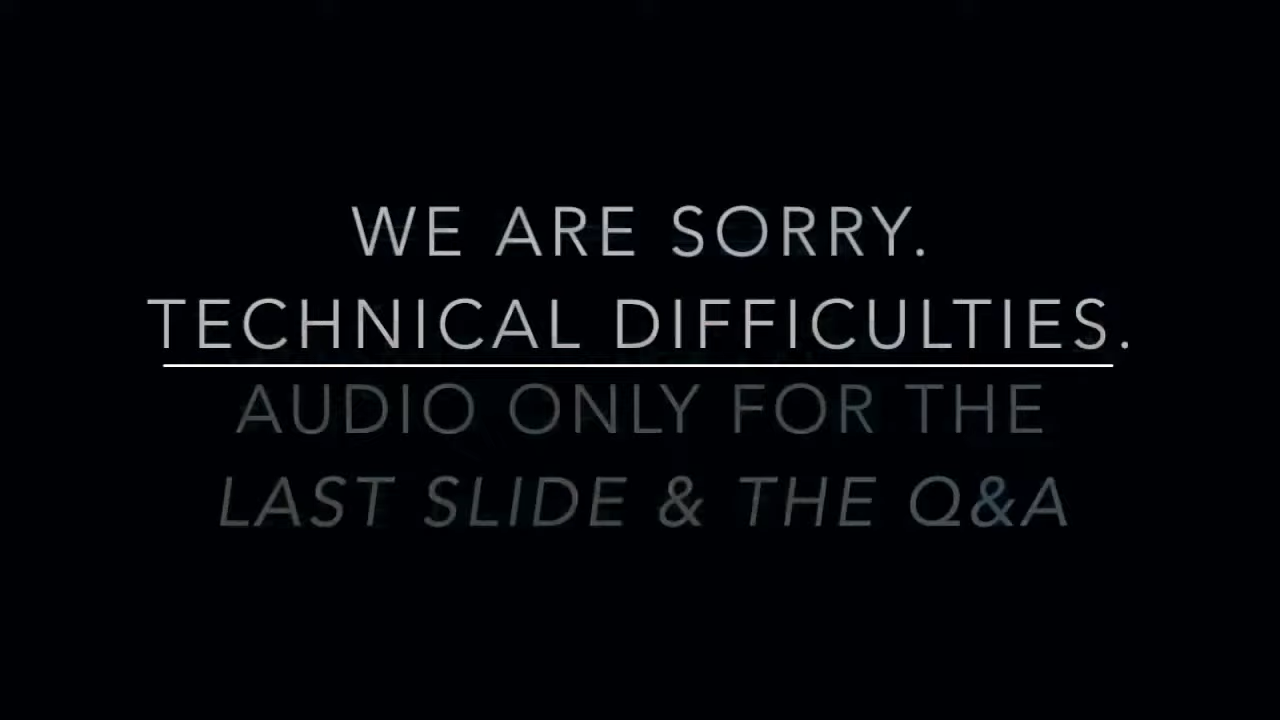 WE ARE SORRY.
TECHNICAL DIFFICULTIES.
AUDIO ONLY FOR THE
LAST SLIDE & THE Q&A